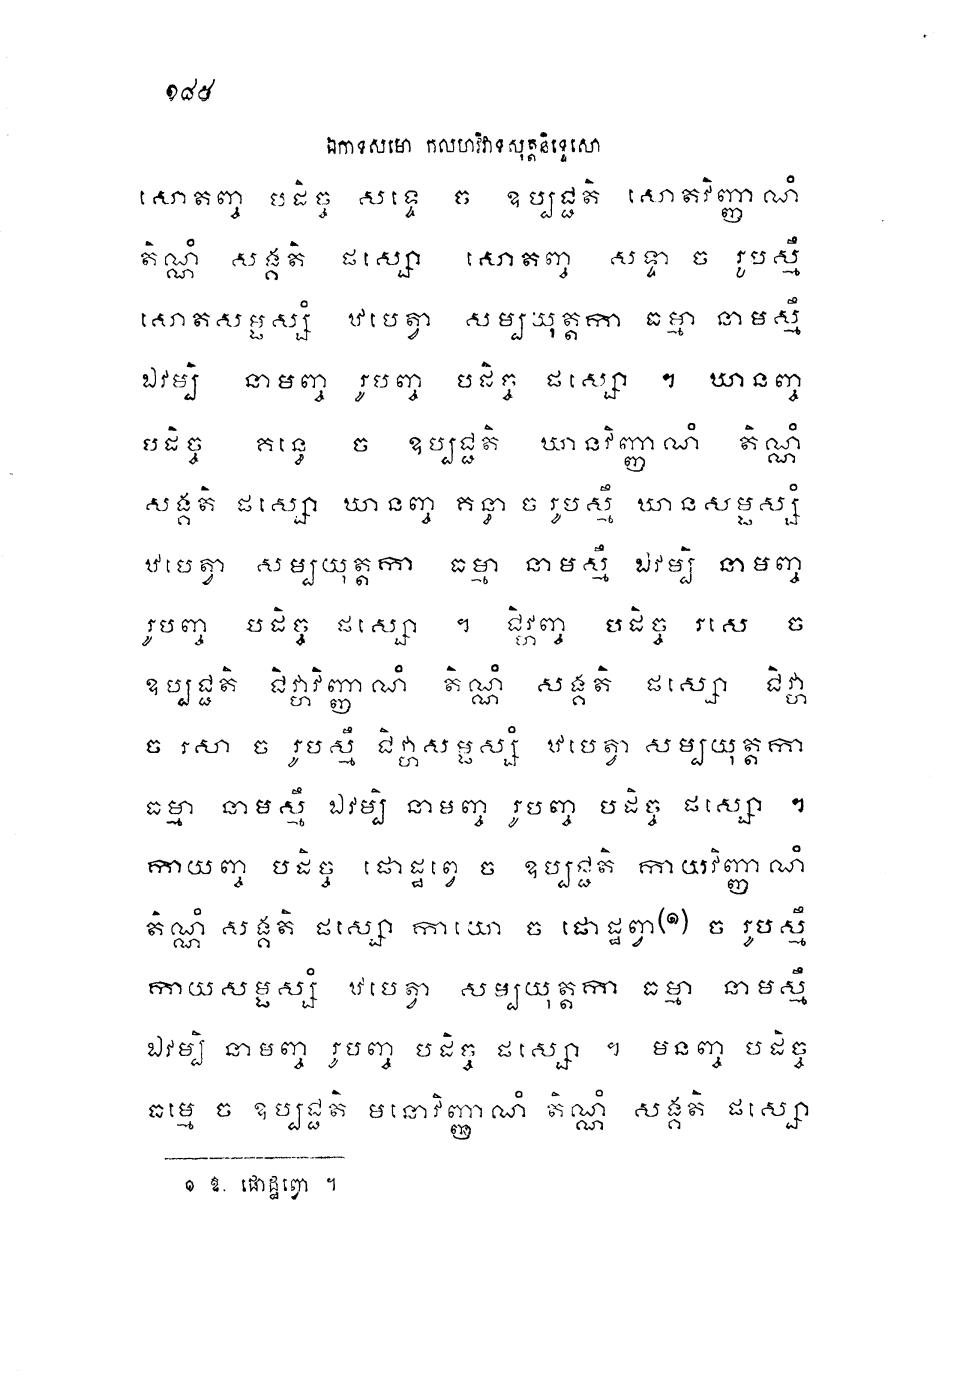 ១៨៥
ឯកាទសមោ កលហវិវាទសុត្តនិទ្ទេសោ
សោតញ្ច បដិច្ច សទ្ទេ ច ឧប្បជ្ជតិ សោតវិញ្ញាណំ
តិណ្ណំ សង្គតិ ផស្សោ សោតញ្ច សទ្ទា ច រូបស្មឹ
សោតសម្ផស្សំ ឋបេត្វា សម្បយុត្តកា ធម្មា នាមស្មឹ
ឯវម្បិ នាមញ្ច រូបញ្ច បដិច្ច ផស្សោ ។ ឃានញ្ច
បដិច្ច គន្ធេ ច ឧប្បជ្ជតិ ឃានវិញ្ញាណំ តិណ្ណំ
សង្គតិ ផស្សោ ឃានញ្ច គន្ធា ច រូបស្មឹ ឃានសម្ផស្សំ
ឋបេត្វា សម្បយុត្តកា ធម្មា នាមស្មឹ ឯវម្បិ នាមញ្ច
រូបញ្ច បដិច្ច ផស្សោ ។ ជិវ្ហញ្ច បដិច្ច រសេ ច
ឧប្បជ្ជតិ ជិវ្ហាវិញ្ញាណំ តិណ្ណំ សង្គតិ ផស្សោ ជិវ្ហា
ច រសា ច រូបស្មឹ ជិវ្ហាសម្ផស្សំ ឋបេត្វា សម្បយុត្តកា
ធម្មា នាមស្មឹ ឯវម្បិ នាមញ្ច រូបញ្ច បដិច្ច ផស្សោ ។
កាយញ្ច បដិច្ច ផោដ្ឋព្វេ ច ឧប្បជ្ជតិ កាយវិញ្ញាណំ
តិណ្ណំ សង្គតិ ផស្សោ កាយោ ច ផោដ្ឋព្វា(១) ច រូបស្មឹ
កាយសម្ផស្សំ ឋបេត្វា សម្បយុត្តកា ធម្មា នាមស្មឹ
ឯវម្បិ នាមញ្ច រូបញ្ច បដិច្ច ផស្សោ ។ មនញ្ច បដិច្ច
ធម្មេ ច ឧប្បជ្ជតិ មនោវិញ្ញាណំ តិណ្ណំ សង្គតិ ផស្សោ
១ ឱ. ផោដ្ឋព្វោ ។